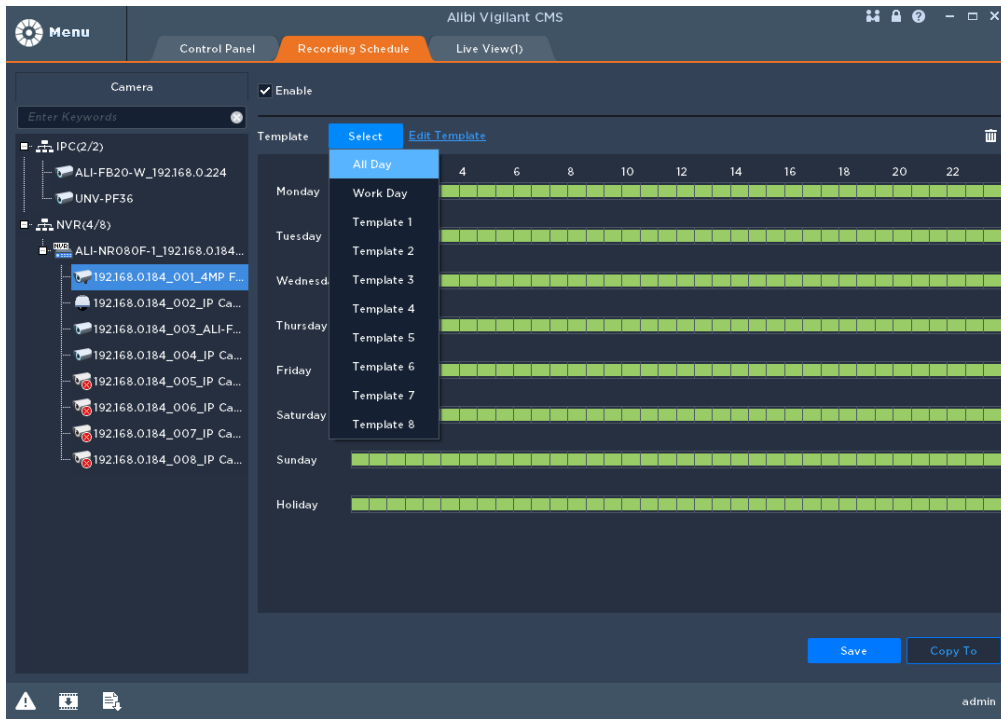 Alibi Vigilant CMS
Menu
Control Panel
Recording Schedule
Live View(1)
Camera
Enter Keywords
IPC(2/2)
ALI-FB20-W_192.168.0.224
UNV-PF36
NVR(4/8)
NVR
ALI-NR080F-1_192.168.0.184...
192.168.0.184_001_4MP F...
192.168.0.184_002_IP Ca...
192.168.0.184_003_ALI-F...
192.168.0.184_004_IP Ca...
192.168.0.184_005_IP Ca...
192.168.0.184_006_IP Ca...
192.168.0.184_007_IP Ca...
192.168.0.184_008_IP Ca...
Enable
Template Select Edit Template
All Day
Work Day
Template 1
Template 2
Template 3
Template 4
Template 5
Template 6
Template 7
Template 8
4 6 8 10 12 14 16 18 20 22
Monday
Tuesday
Wednesd
Thursday
Friday
Saturday
Sunday
Holiday
Save
Copy To
admin